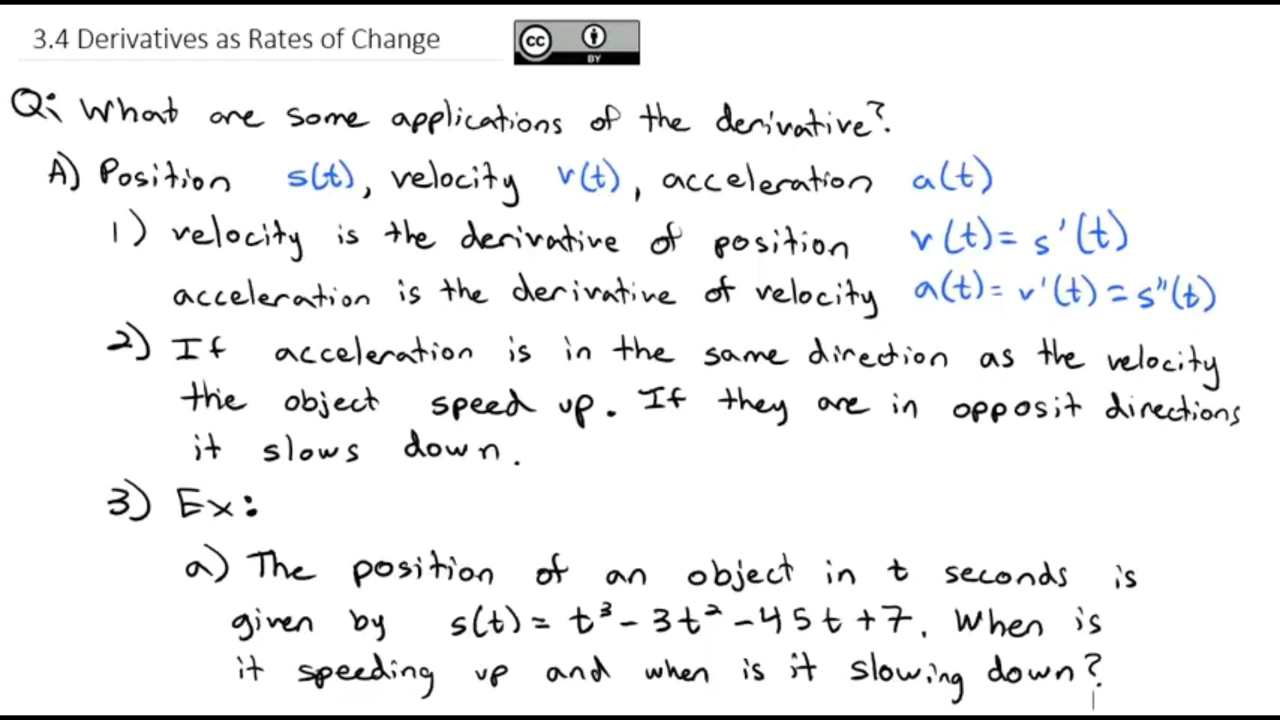 3.4 Derivatives as Rates of Change
cc BY
Q: What are some applications of the derivative?
A) Position s(t), velocity v(t), acceleration a(t)
1) velocity is the derivative of position v(t) = s'(t)
acceleration is the derivative of velocity a(t) = v'(t) = s''(t)
2) If acceleration is in the same direction as the velocity
the object speed up. If they are in opposit directions
it slows down.
3) Ex:
a) The position of an object in t seconds is
given by s(t) = t³ - 3t² - 45t + 7. When is
it speeding up and when is it slowing down?